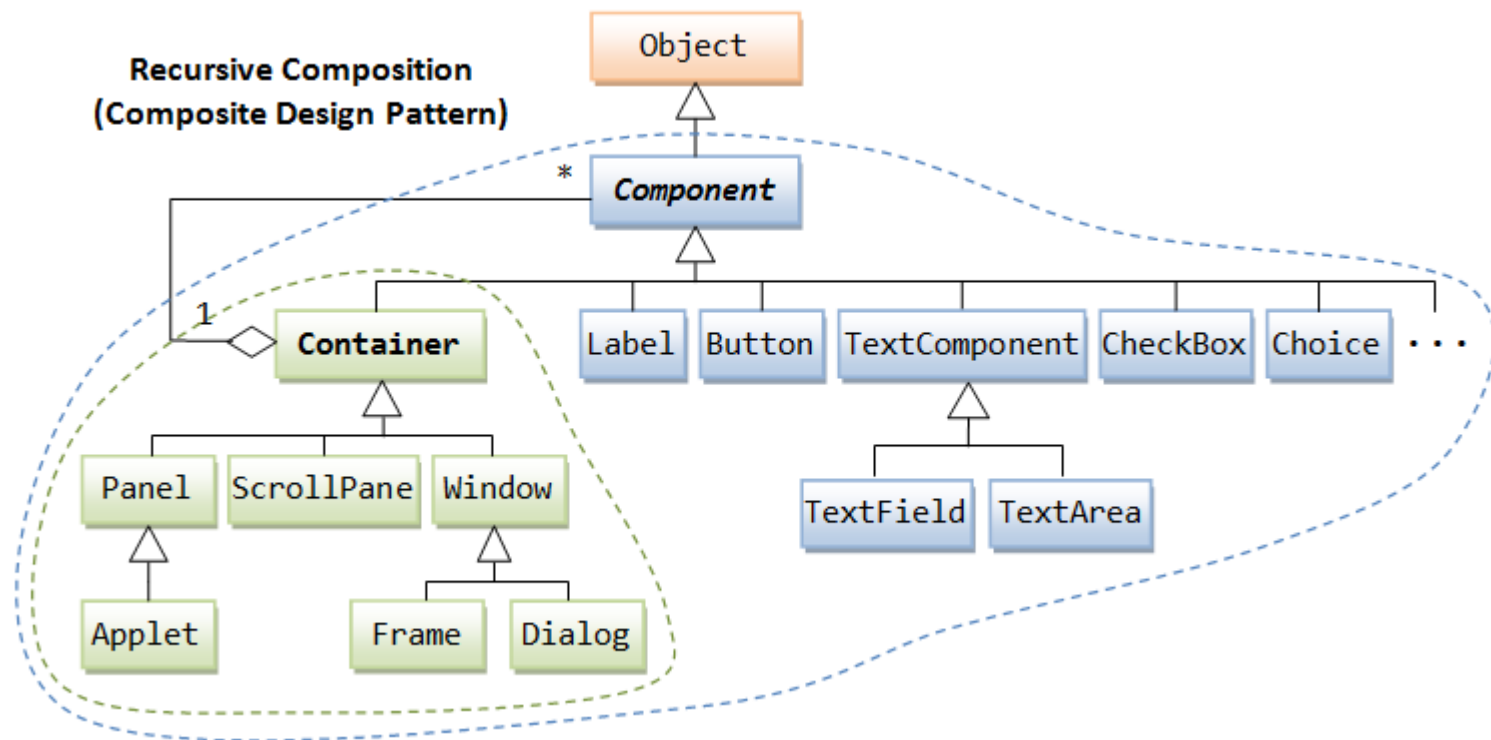 Object
Recursive Composition
(Composite Design Pattern)
*
Component
1
Container
Label
Button
TextComponent
CheckBox
Choice
...
Panel
ScrollPane
Window
TextField
TextArea
Applet
Frame
Dialog